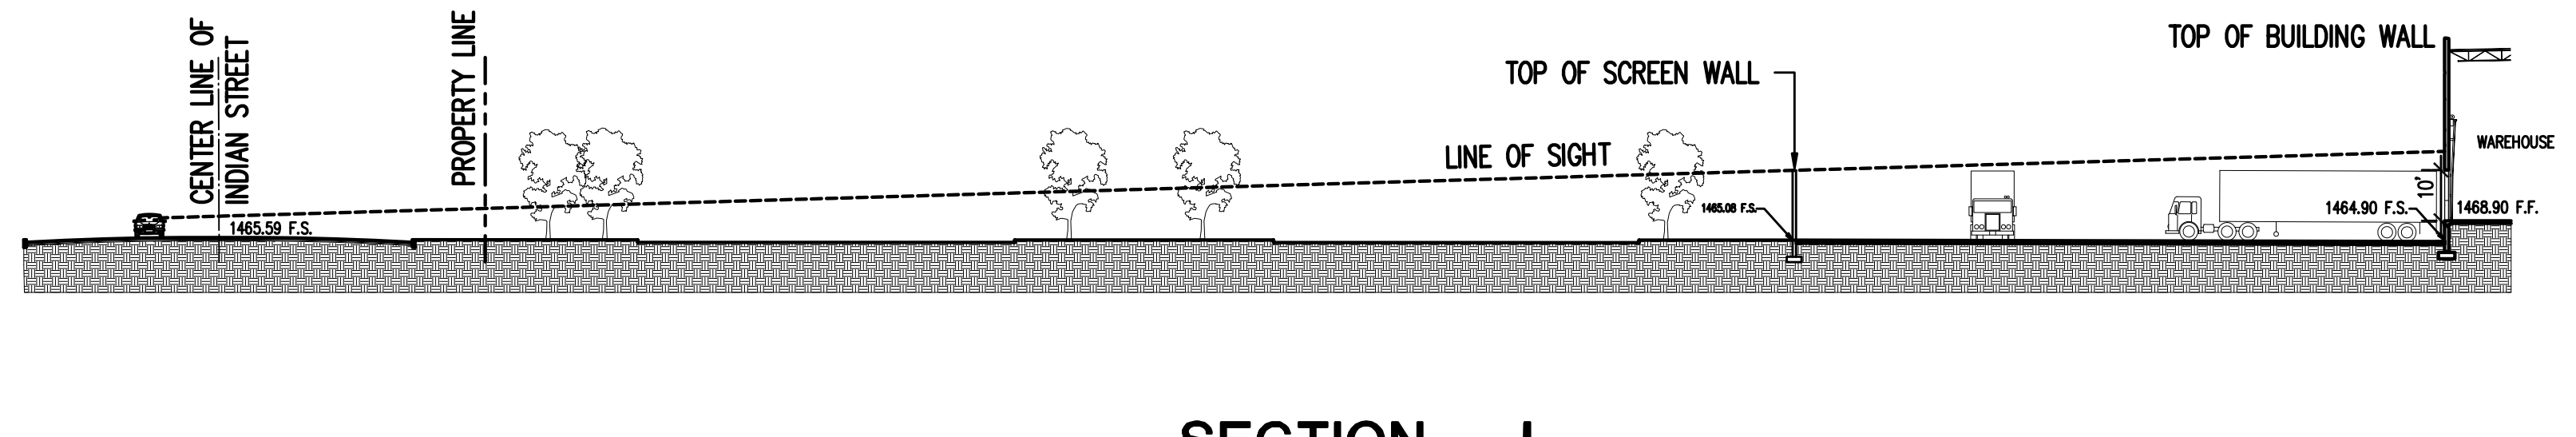 CENTER LINE OF
INDIAN STREET
PROPERTY LINE
TOP OF SCREEN WALL
TOP OF BUILDING WALL
LINE OF SIGHT
WAREHOUSE
1465.59 F.S.
1465.08 F.S.
10'
1464.90 F.S.
1468.90 F.F.
SECTION